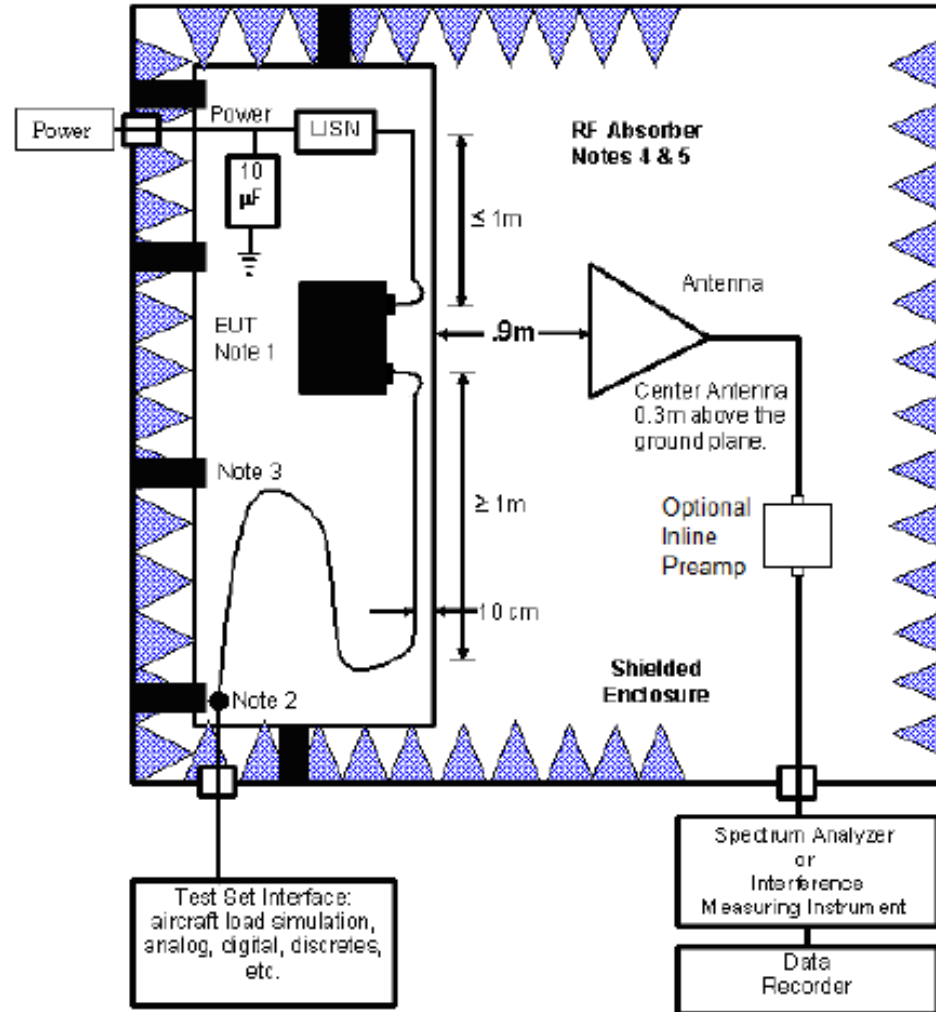 Power
Power
LISN
10
µF
RF Absorber
Notes 4 & 5
≤ 1m
EUT
Note 1
.9m
Antenna
Center Antenna
0.3m above the
ground plane.
Note 3
≥ 1m
Optional
Inline
Preamp
10 cm
Note 2
Shielded
Enclosure
Test Set Interface:
aircraft load simulation,
analog, digital, discretes,
etc.
Spectrum Analyzer
or
Interference
Measuring Instrument
Data
Recorder